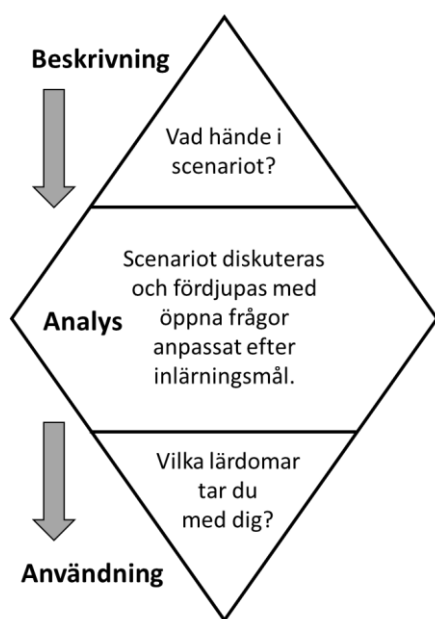 Beskrivning
Vad hände i
scenariot?
Scenariot diskuteras
och fördjupas med
öppna frågor
anpassat efter
inlärningsmål.
Analys
Vilka lärdomar
tar du
med dig?
Användning